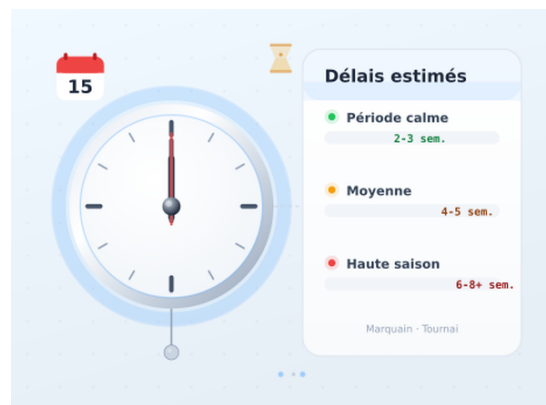 15
Délais estimés
Période calme
2-3 sem.
Moyenne
4-5 sem.
Haute saison
6-8+ sem.
Marquain · Tournai